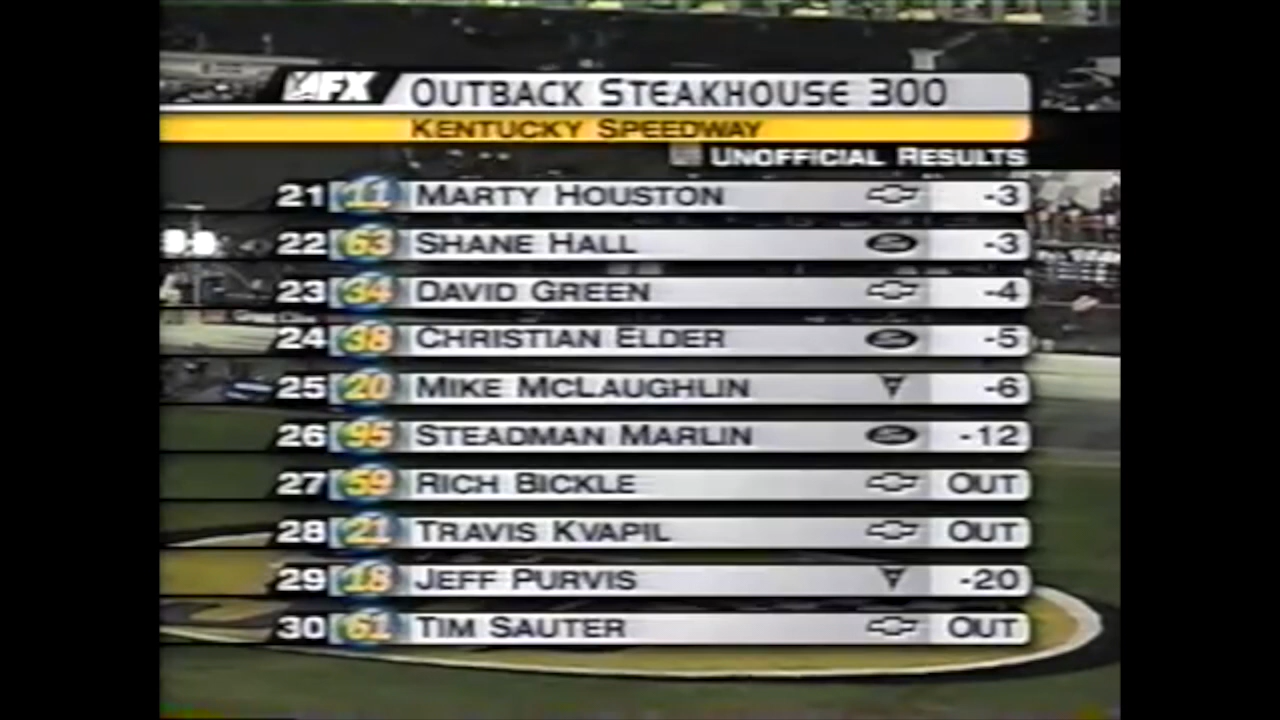 FX OUTBACK STEAKHOUSE 300
KENTUCKY SPEEDWAY
UNOFFICIAL RESULTS
21 11 MARTY HOUSTON -3
22 63 SHANE HALL -3
23 34 DAVID GREEN -4
24 38 CHRISTIAN ELDER -5
25 20 MIKE MCLAUGHLIN -6
26 95 STEADMAN MARLIN -12
27 59 RICH BICKLE OUT
28 21 TRAVIS KVAPIL OUT
29 18 JEFF PURVIS -20
30 61 TIM SAUTER OUT